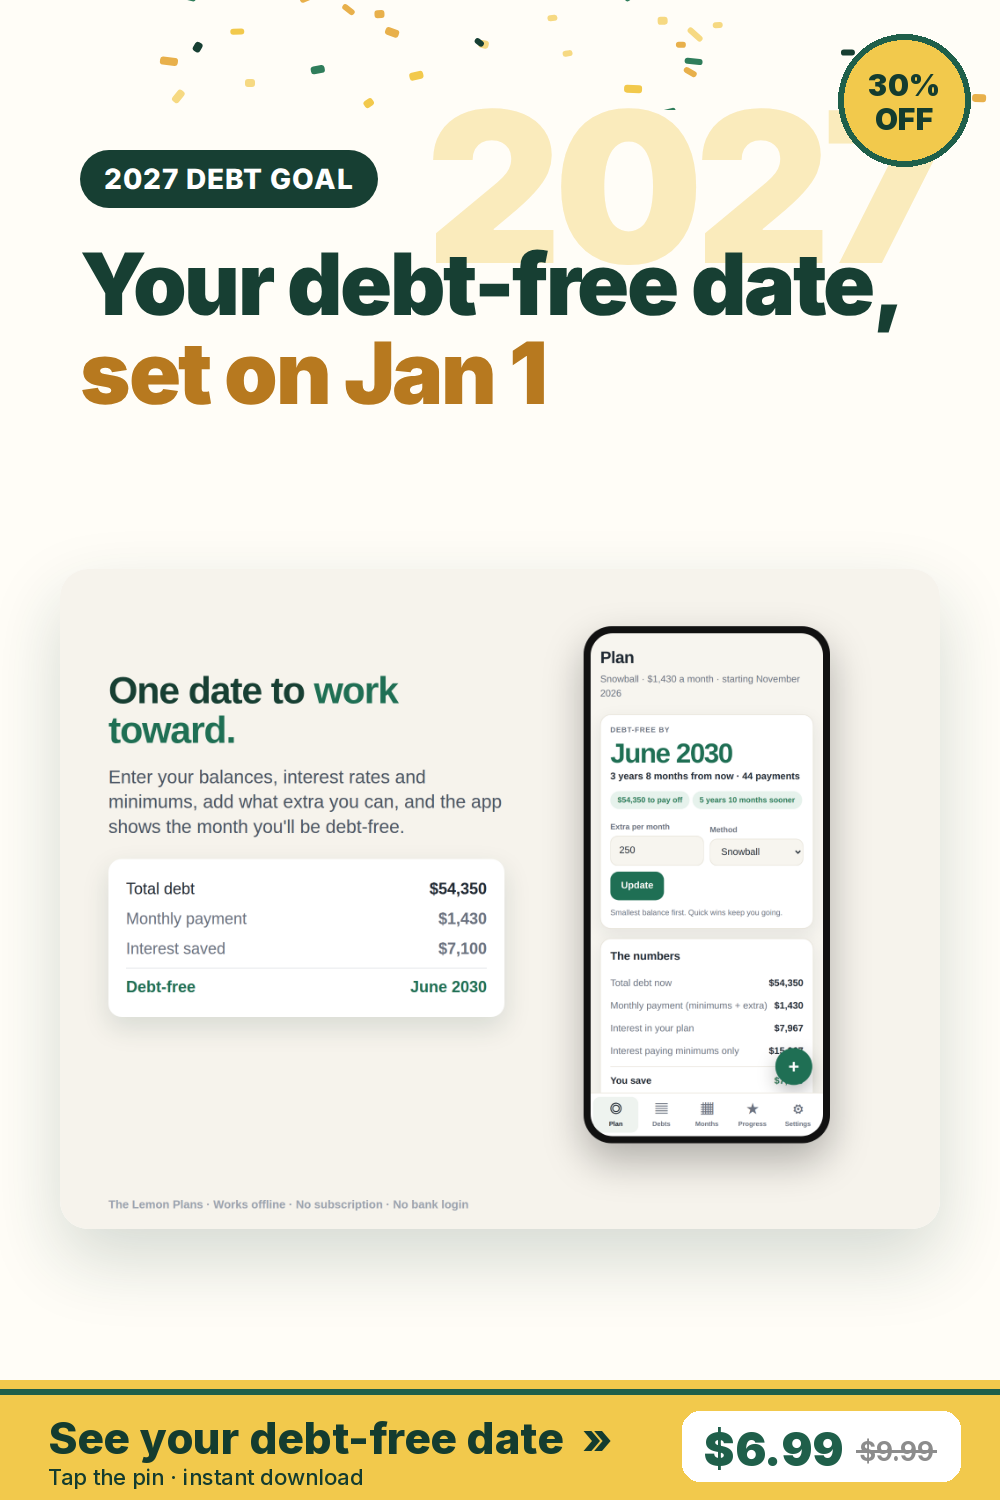 30%
OFF
2027
2027 DEBT GOAL
Your debt-free date,
set on Jan 1
One date to work
toward.
Enter your balances, interest rates and
minimums, add what extra you can, and the app
shows the month you'll be debt-free.
Total debt $54,350
Monthly payment $1,430
Interest saved $7,100
Debt-free June 2030
The Lemon Plans · Works offline · No subscription · No bank login
Plan
Snowball · $1,430 a month · starting November
2026
DEBT-FREE BY
June 2030
3 years 8 months from now · 44 payments
$54,350 to pay off 5 years 10 months sooner
Extra per month Method
250 Snowball
Update
Smallest balance first. Quick wins keep you going.
The numbers
Total debt now $54,350
Monthly payment (minimums + extra) $1,430
Interest in your plan $7,967
Interest paying minimums only
You save
+
Plan Debts Months Progress Settings
See your debt-free date »
Tap the pin · instant download
$6.99 $9.99